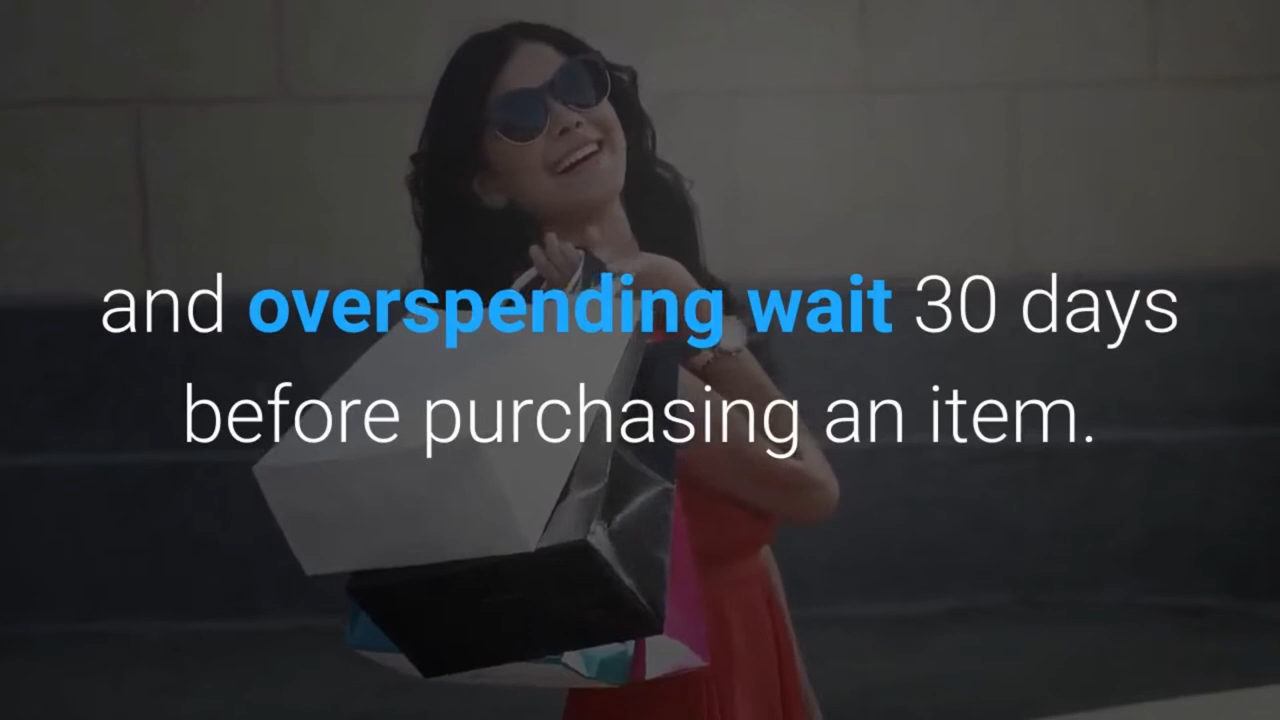 and overspending wait 30 days
before purchasing an item.